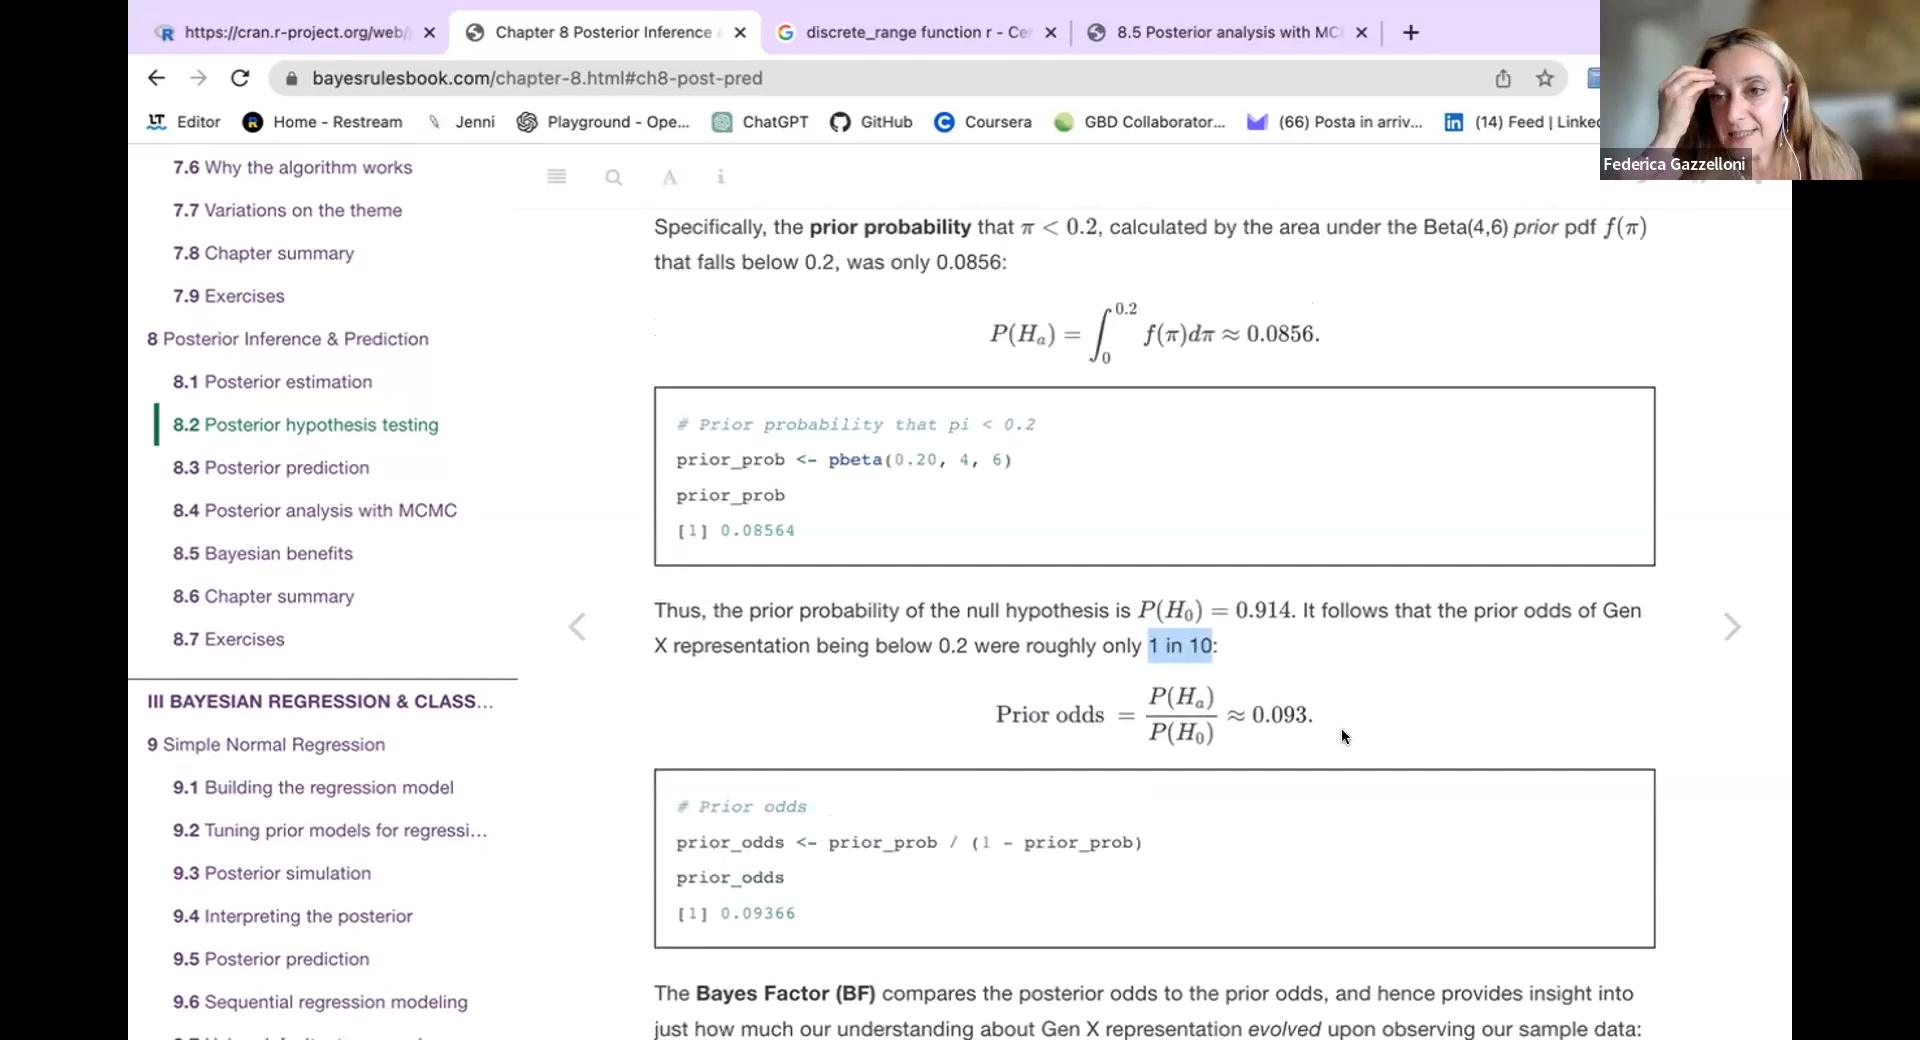 https://cran.r-project.org/web/
Chapter 8 Posterior Inference
discrete_range function r - Ce
8.5 Posterior analysis with MC
bayesrulesbook.com/chapter-8.html#ch8-post-pred
LT Editor
R Home - Restream
Jenni
Playground - Ope...
ChatGPT
GitHub
C Coursera
GBD Collaborator...
(66) Posta in arriv...
in (14) Feed | Linke
Federica Gazzelloni
7.6 Why the algorithm works
7.7 Variations on the theme
7.8 Chapter summary
7.9 Exercises
8 Posterior Inference & Prediction
8.1 Posterior estimation
8.2 Posterior hypothesis testing
8.3 Posterior prediction
8.4 Posterior analysis with MCMC
8.5 Bayesian benefits
8.6 Chapter summary
8.7 Exercises
III BAYESIAN REGRESSION & CLASS...
9 Simple Normal Regression
9.1 Building the regression model
9.2 Tuning prior models for regressi...
9.3 Posterior simulation
9.4 Interpreting the posterior
9.5 Posterior prediction
9.6 Sequential regression modeling
A
i
Specifically, the prior probability that π < 0.2, calculated by the area under the Beta(4,6) prior pdf f(π)
that falls below 0.2, was only 0.0856:
P(Hₐ) = ∫₀^0.2 f(π)dπ ≈ 0.0856.
# Prior probability that pi < 0.2
prior_prob <- pbeta(0.20, 4, 6)
prior_prob
[1] 0.08564
Thus, the prior probability of the null hypothesis is P(H₀) = 0.914. It follows that the prior odds of Gen
X representation being below 0.2 were roughly only 1 in 10:
Prior odds = P(Hₐ) / P(H₀) ≈ 0.093.
# Prior odds
prior_odds <- prior_prob / (1 - prior_prob)
prior_odds
[1] 0.09366
The Bayes Factor (BF) compares the posterior odds to the prior odds, and hence provides insight into
just how much our understanding about Gen X representation evolved upon observing our sample data: